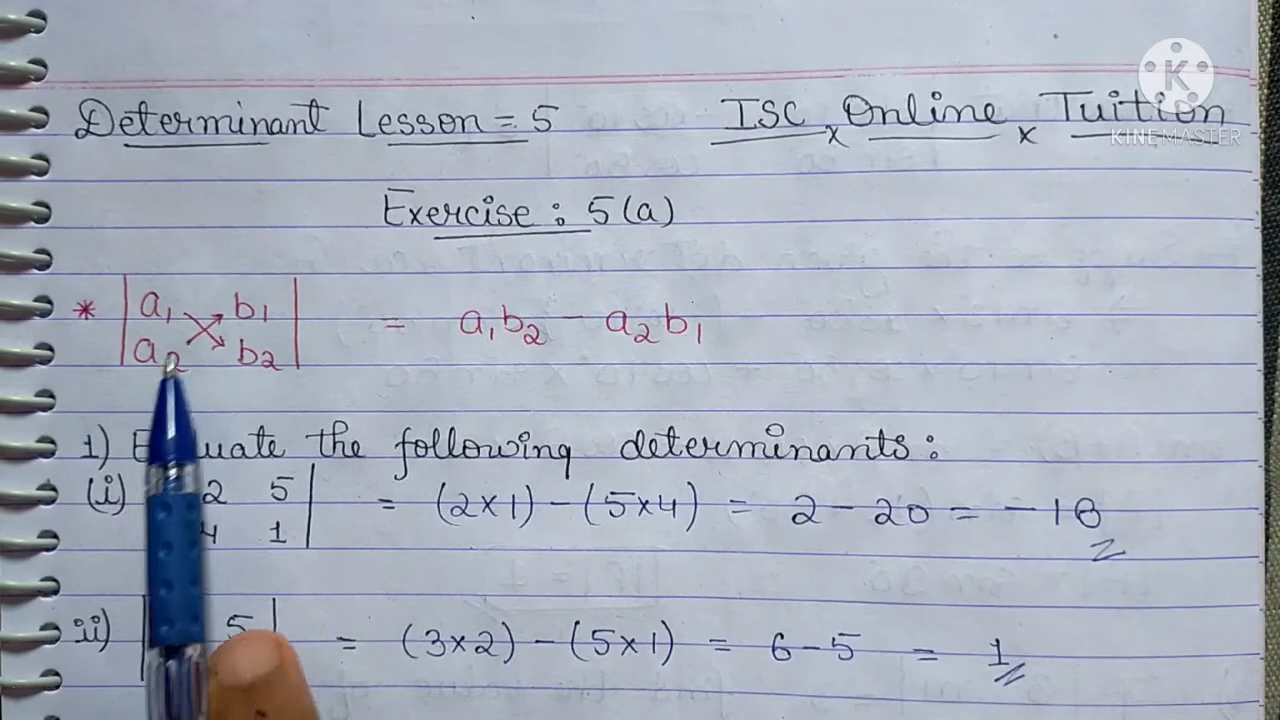 Determinant Lesson = 5 ISC x Online x Tuition
KINEMASTER
Exercise : 5(a)
* | a₁ b₁ | = a₁b₂ - a₂b₁
| a₂ b₂ |
1) the following determinants :
(i) 2 5 | = (2×1) - (5×4) = 2 - 20 = -18
4 1 |
ii) | 5 | = (3×2) - (5×1) = 6 - 5 = 1